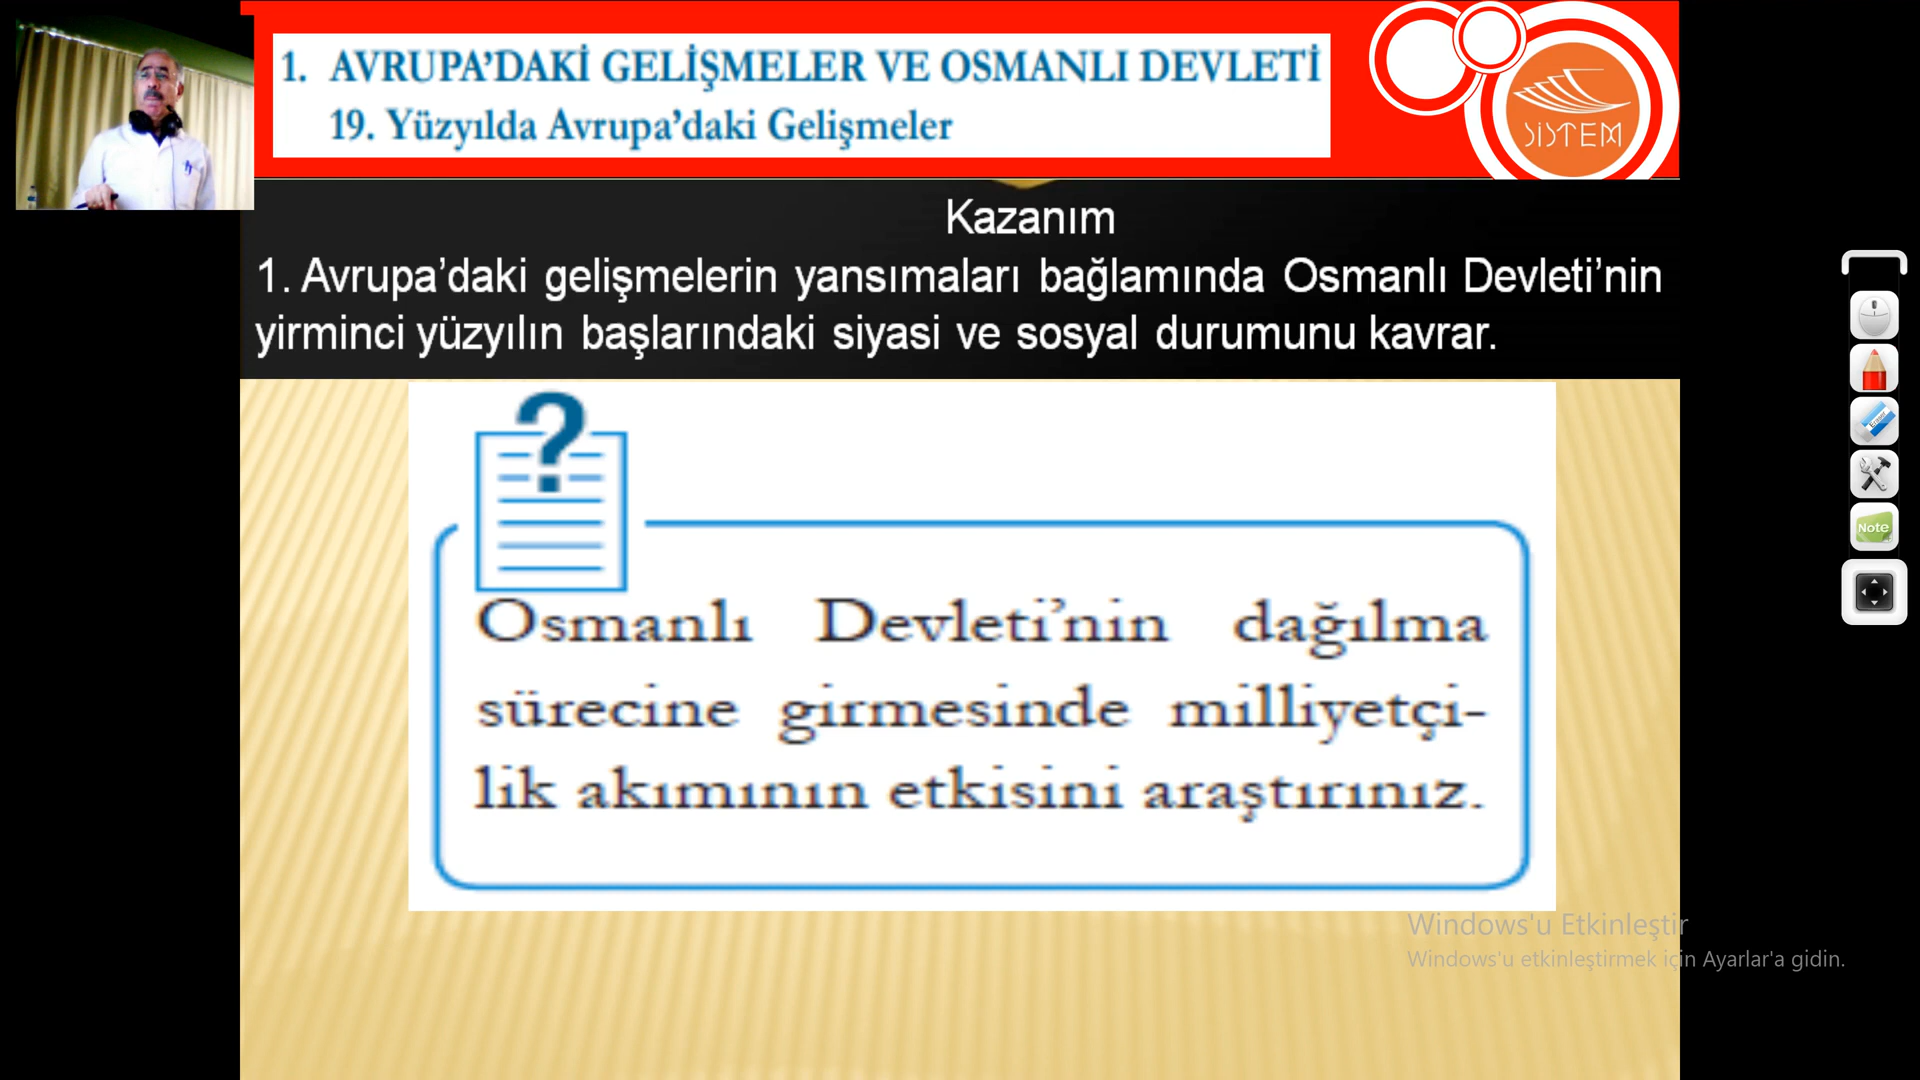 1. AVRUPA'DAKİ GELİŞMELER VE OSMANLI DEVLETİ
19. Yüzyılda Avrupa'daki Gelişmeler
SİSTEM
Kazanım
1. Avrupa'daki gelişmelerin yansımaları bağlamında Osmanlı Devleti'nin
yirminci yüzyılın başlarındaki siyasi ve sosyal durumunu kavrar.
?
Osmanlı Devleti'nin dağılma
sürecine girmesinde milliyetçi-
lik akımının etkisini araştırınız.
Note
Windows'u Etkinleştir
Windows'u etkinleştirmek için Ayarlar'a gidin.